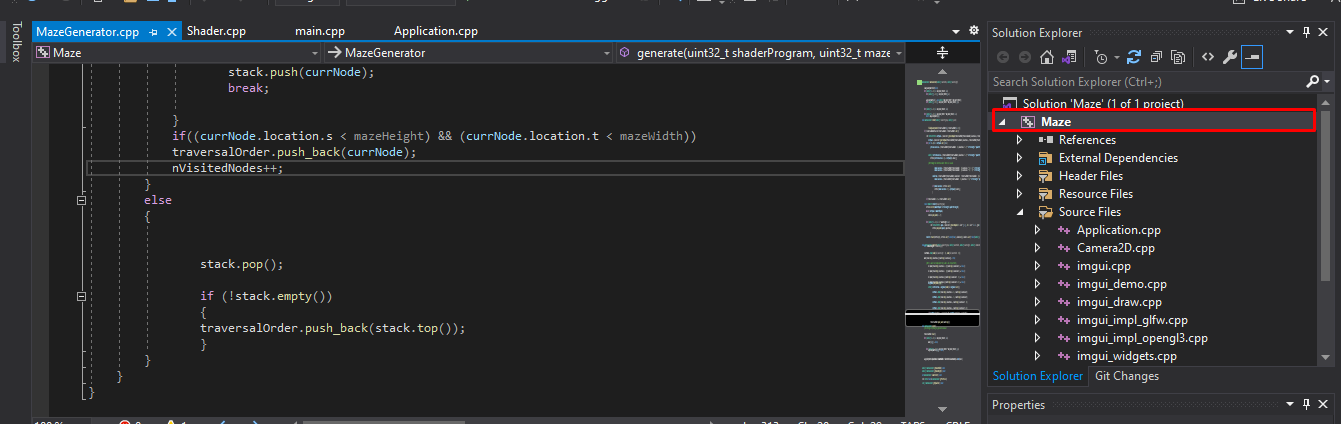 Toolbox
MazeGenerator.cpp
Shader.cpp
main.cpp
Application.cpp
Maze
MazeGenerator
generate(uint32_t shaderProgram, uint32_t maze
stack.push(currNode);
break;
}
if((currNode.location.s < mazeHeight) && (currNode.location.t < mazeWidth))
traversalOrder.push_back(currNode);
nVisitedNodes++;
}
else
{
stack.pop();
if (!stack.empty())
{
traversalOrder.push_back(stack.top());
}
}
}
}
Solution Explorer
Search Solution Explorer (Ctrl+;)
Solution 'Maze' (1 of 1 project)
Maze
References
External Dependencies
Header Files
Resource Files
Source Files
Application.cpp
Camera2D.cpp
imgui.cpp
imgui_demo.cpp
imgui_draw.cpp
imgui_impl_glfw.cpp
imgui_impl_opengl3.cpp
imgui_widgets.cpp
Solution Explorer
Git Changes
Properties